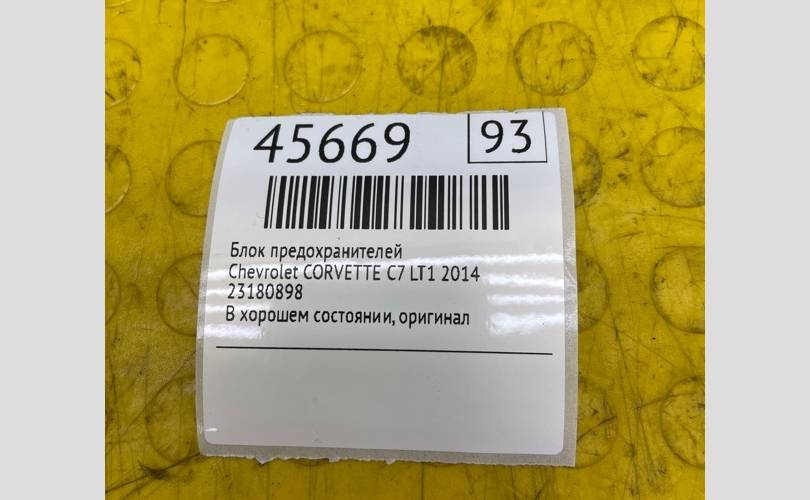 45669 93
Блок предохранителей
Chevrolet CORVETTE C7 LT1 2014
23180898
В хорошем состоянии, оригинал